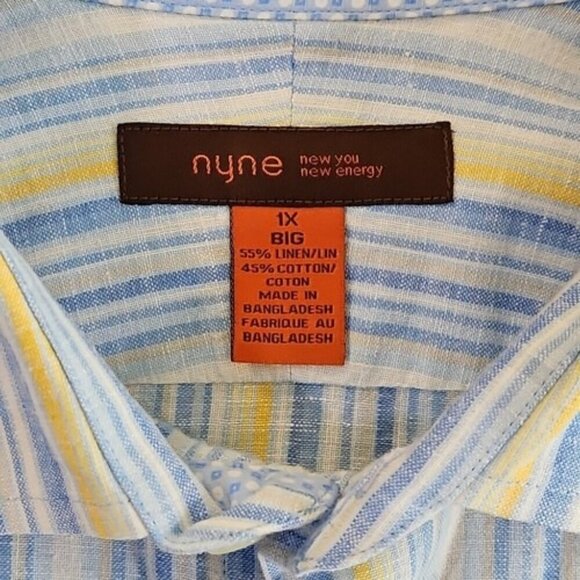 nyne new you
new energy
1X
BIG
55% LINEN/LIN
45% COTTON/
COTON
MADE IN
BANGLADESH
FABRIQUE AU
BANGLADESH